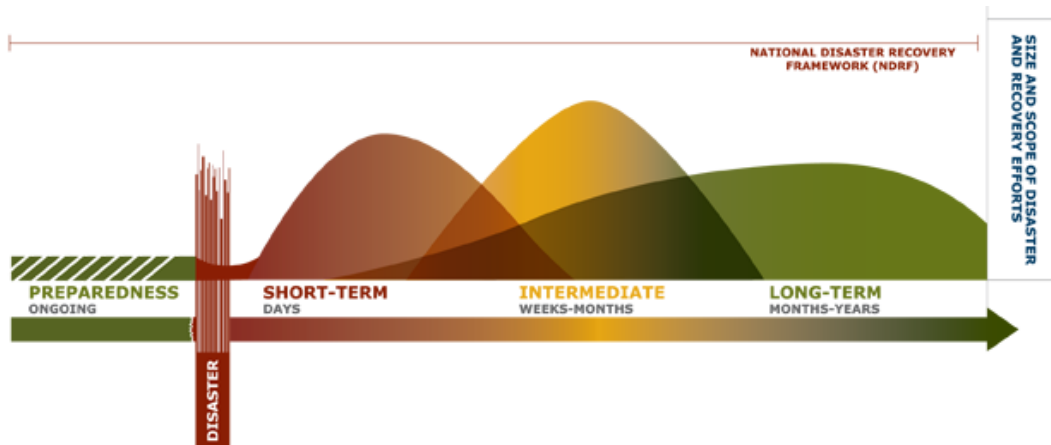 NATIONAL DISASTER RECOVERY
FRAMEWORK (NDRF)
SIZE AND SCOPE OF DISASTER
AND RECOVERY EFFORTS
PREPAREDNESS
ONGOING
SHORT-TERM
DAYS
INTERMEDIATE
WEEKS-MONTHS
LONG-TERM
MONTHS-YEARS
DISASTER